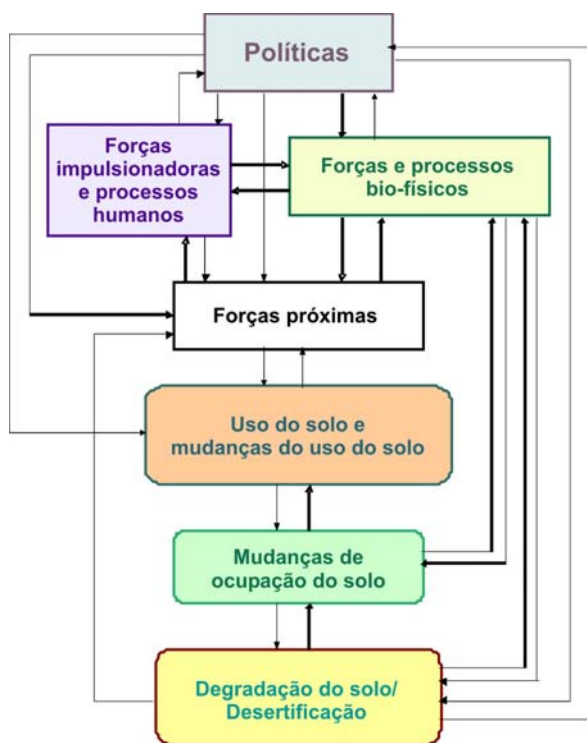 Políticas
Forças
impulsionadoras
e processos
humanos
Forças e processos
bio-físicos
Forças próximas
Uso do solo e
mudanças do uso do solo
Mudanças de
ocupação do solo
Degradação do solo/
Desertificação